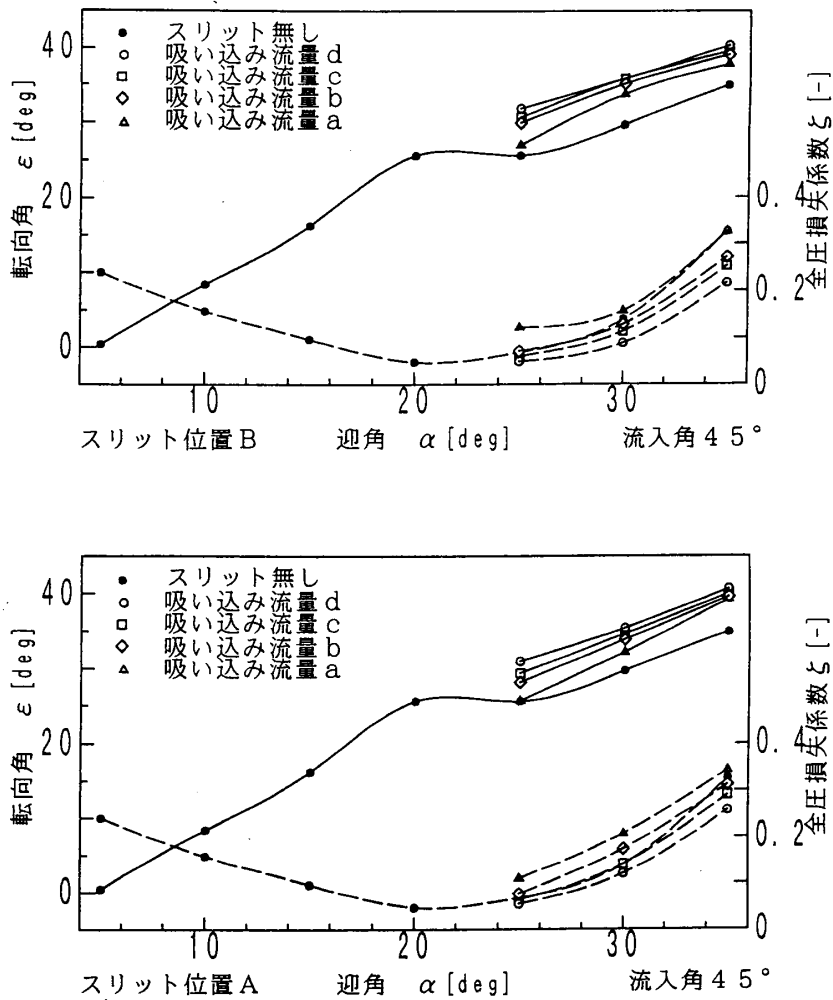 スリット無し
吸い込み流量d
吸い込み流量c
吸い込み流量b
吸い込み流量a
転向角 ε [deg]
全圧損失係数ζ [-]
40
20
0
0.4
0.2
0
10
20
30
スリット位置B 迎角 α [deg] 流入角45°
スリット無し
吸い込み流量d
吸い込み流量c
吸い込み流量b
吸い込み流量a
転向角 ε [deg]
全圧損失係数ζ [-]
40
20
0
0.4
0.2
0
10
20
30
スリット位置A 迎角 α [deg] 流入角45°